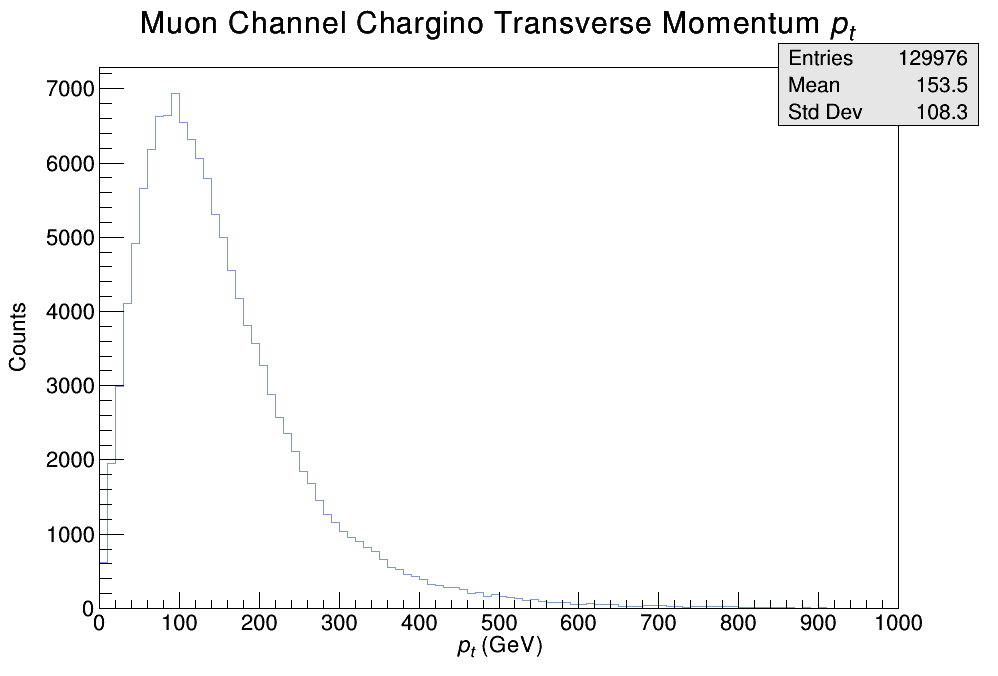 Muon Channel Chargino Transverse Momentum pt
Entries 129976
Mean 153.5
Std Dev 108.3
7000
6000
5000
4000
3000
2000
1000
0
Counts
0 100 200 300 400 500 600 700 800 900 1000
pt (GeV)